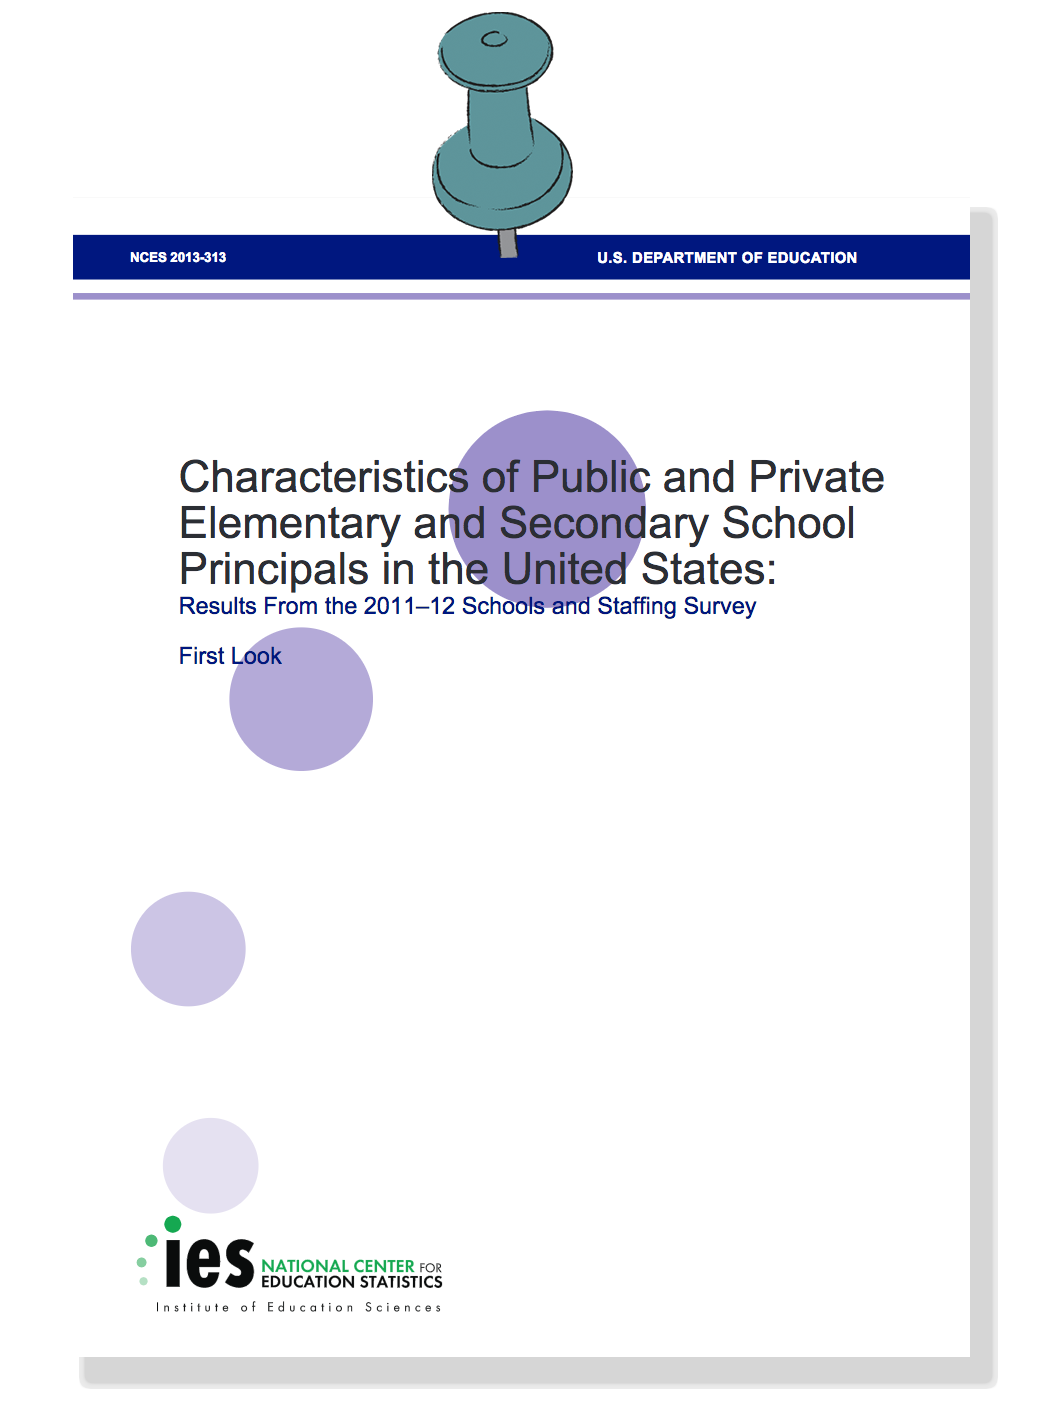 NCES 2013-313 U.S. DEPARTMENT OF EDUCATION
Characteristics of Public and Private
Elementary and Secondary School
Principals in the United States:
Results From the 2011–12 Schools and Staffing Survey
First Look
ies NATIONAL CENTER FOR
EDUCATION STATISTICS
Institute of Education Sciences